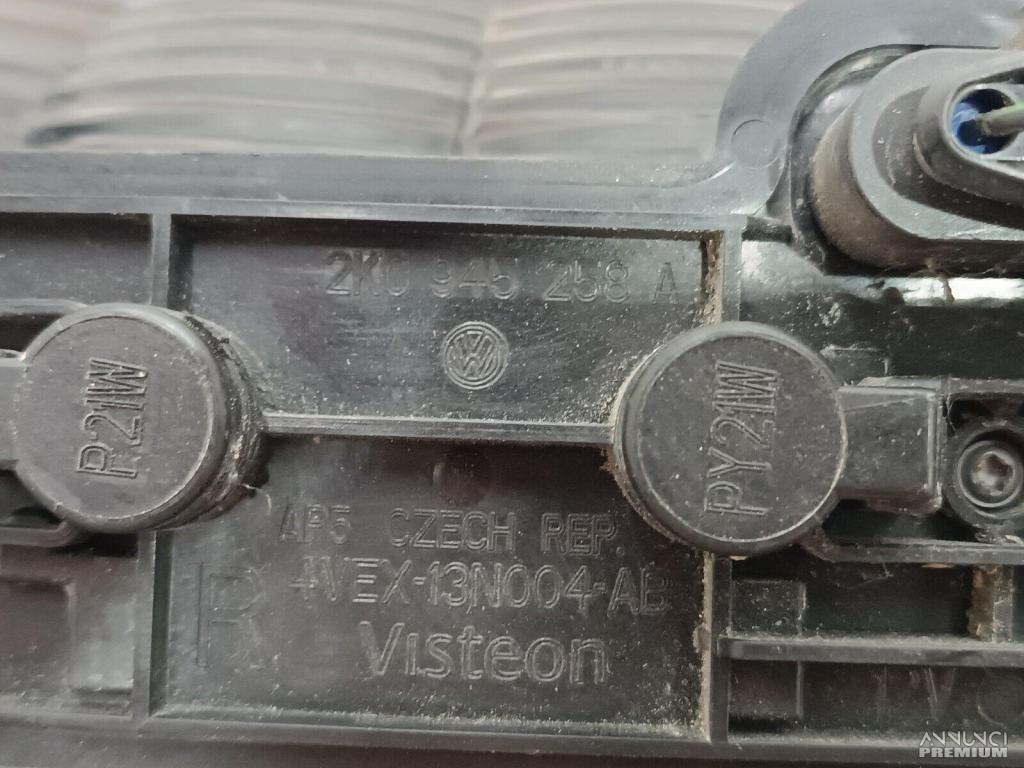 2K0 945 258 A
P21W
PY21W
AP5 CZECH REP.
4VEX-13N004-AB
R
Visteon
ANNUNCI
PREMIUM